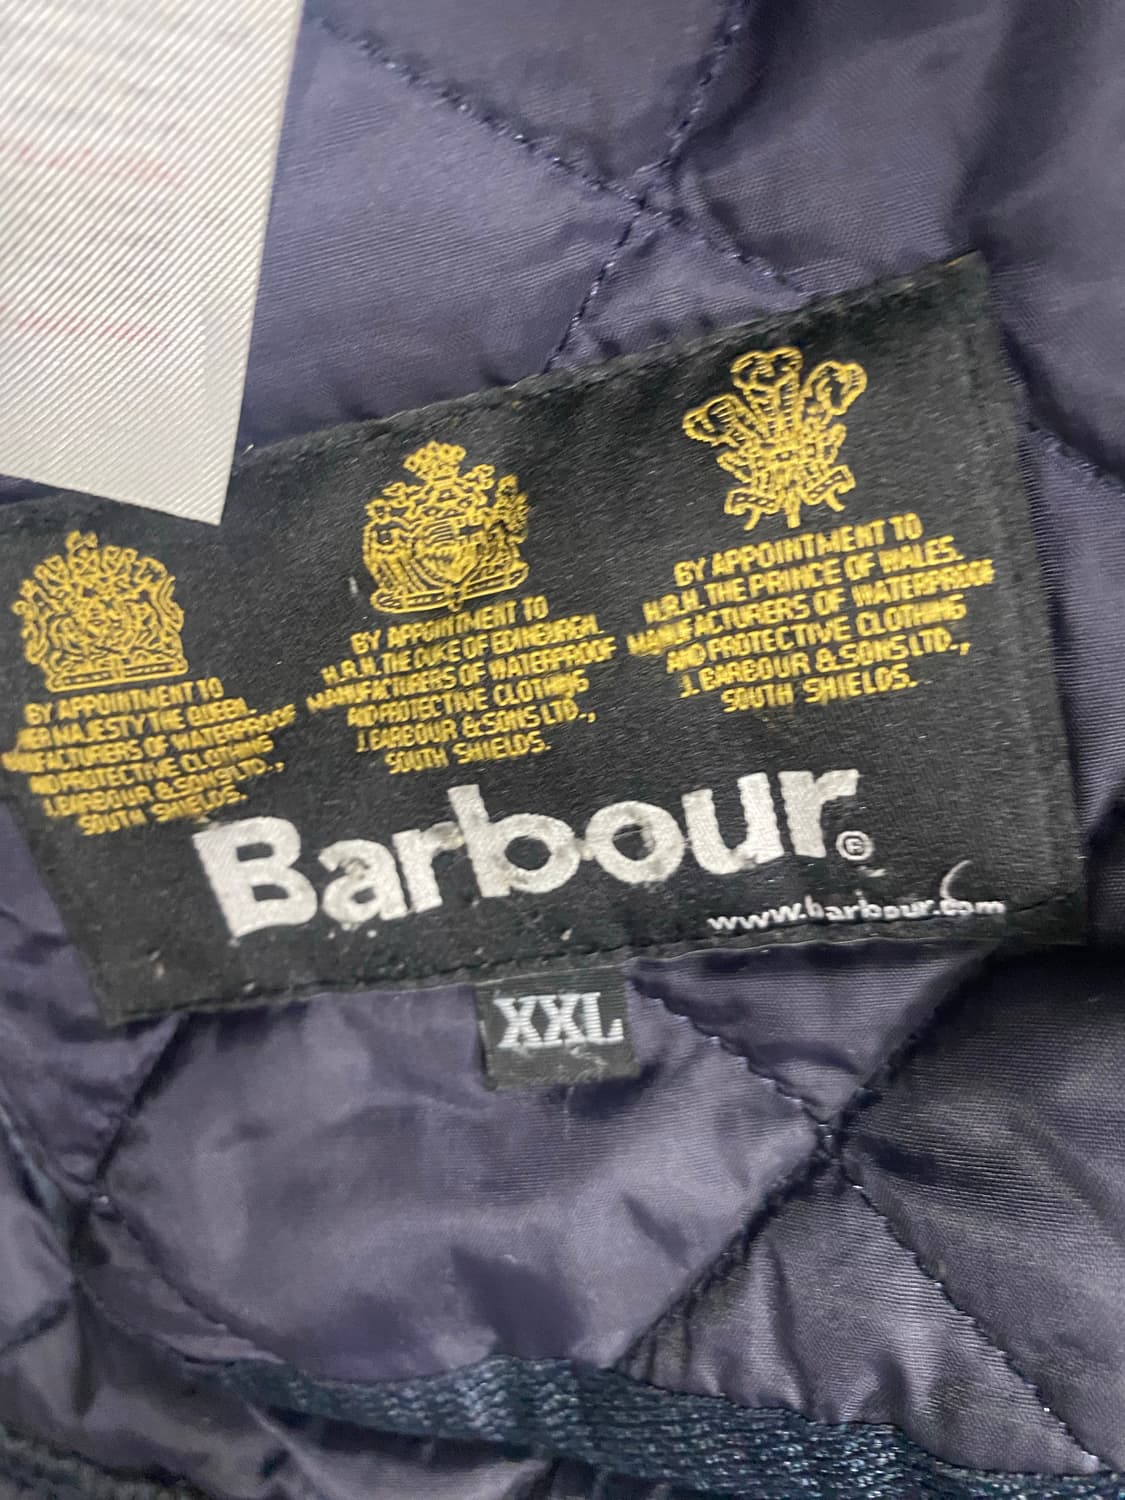 BY APPOINTMENT TO
HER MAJESTY THE QUEEN.
MANUFACTURERS OF WATERPROOF
AND PROTECTIVE CLOTHING
J.BARBOUR & SONS LTD.,
SOUTH SHIELDS.
BY APPOINTMENT TO
H.R.H. THE DUKE OF EDINBURGH.
MANUFACTURERS OF WATERPROOF
AND PROTECTIVE CLOTHING
J.BARBOUR & SONS LTD.,
SOUTH SHIELDS.
BY APPOINTMENT TO
H.R.H. THE PRINCE OF WALES.
MANUFACTURERS OF WATERPROOF
AND PROTECTIVE CLOTHING
J.BARBOUR & SONS LTD.,
SOUTH SHIELDS.
Barbour®
www.barbour.com
XXL